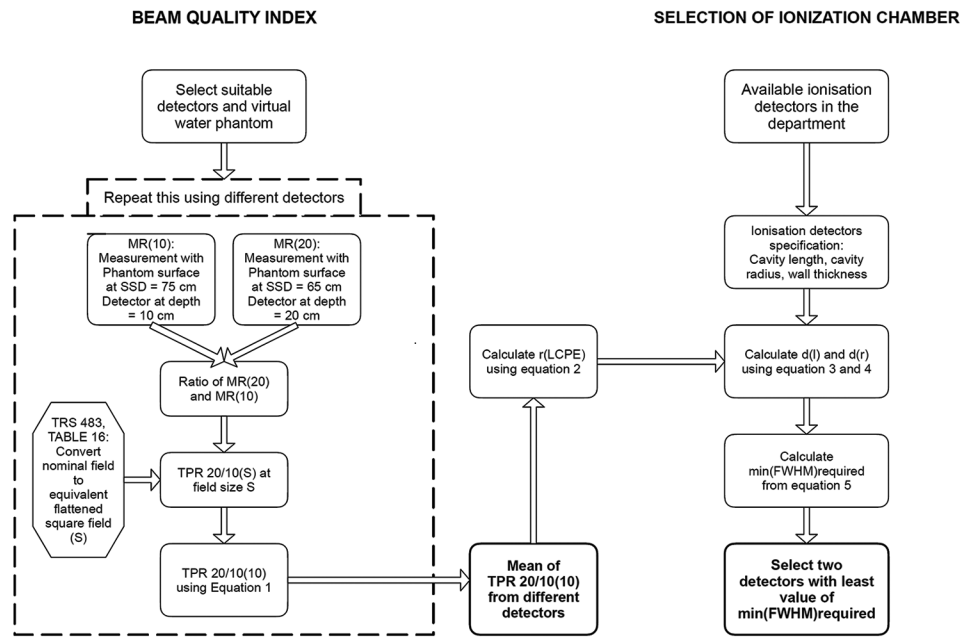 BEAM QUALITY INDEX
Select suitable
detectors and virtual
water phantom
Repeat this using different detectors
MR(10):
Measurement with
Phantom surface
at SSD = 75 cm
Detector at depth
= 10 cm
MR(20):
Measurement with
Phantom surface
at SSD = 65 cm
Detector at depth
= 20 cm
Ratio of MR(20)
and MR(10)
TRS 483,
TABLE 16:
Convert
nominal field
to
equivalent
flattened
square field
(S)
TPR 20/10(S) at
field size S
TPR 20/10(10)
using Equation 1
Mean of
TPR 20/10(10)
from different
detectors
Calculate r(LCPE)
using equation 2
SELECTION OF IONIZATION CHAMBER
Available ionisation
detectors in the
department
Ionisation detectors
specification:
Cavity length, cavity
radius, wall thickness
Calculate d(l) and d(r)
using equation 3 and 4
Calculate
min(FWHM)required
from equation 5
Select two
detectors with least
value of
min(FWHM)required